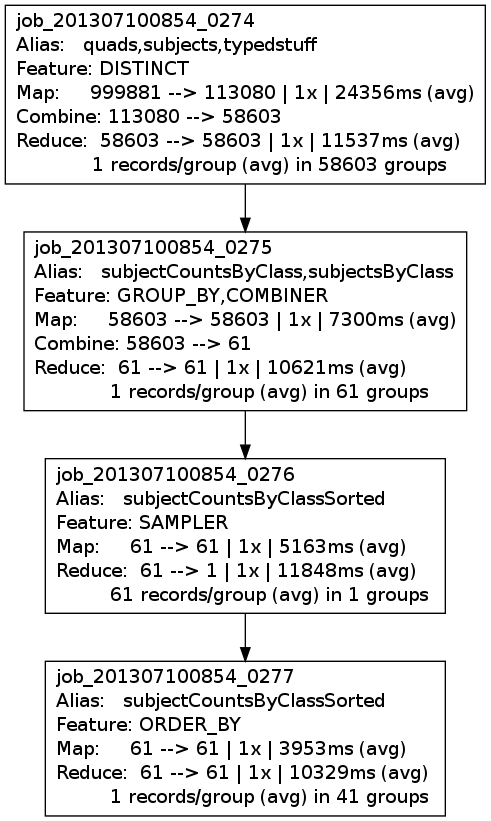 job_201307100854_0274
Alias: quads,subjects,typedstuff
Feature: DISTINCT
Map: 999881 --> 113080 | 1x | 24356ms (avg)
Combine: 113080 --> 58603
Reduce: 58603 --> 58603 | 1x | 11537ms (avg)
1 records/group (avg) in 58603 groups
job_201307100854_0275
Alias: subjectCountsByClass,subjectsByClass
Feature: GROUP_BY,COMBINER
Map: 58603 --> 58603 | 1x | 7300ms (avg)
Combine: 58603 --> 61
Reduce: 61 --> 61 | 1x | 10621ms (avg)
1 records/group (avg) in 61 groups
job_201307100854_0276
Alias: subjectCountsByClassSorted
Feature: SAMPLER
Map: 61 --> 61 | 1x | 5163ms (avg)
Reduce: 61 --> 1 | 1x | 11848ms (avg)
61 records/group (avg) in 1 groups
job_201307100854_0277
Alias: subjectCountsByClassSorted
Feature: ORDER_BY
Map: 61 --> 61 | 1x | 3953ms (avg)
Reduce: 61 --> 61 | 1x | 10329ms (avg)
1 records/group (avg) in 41 groups